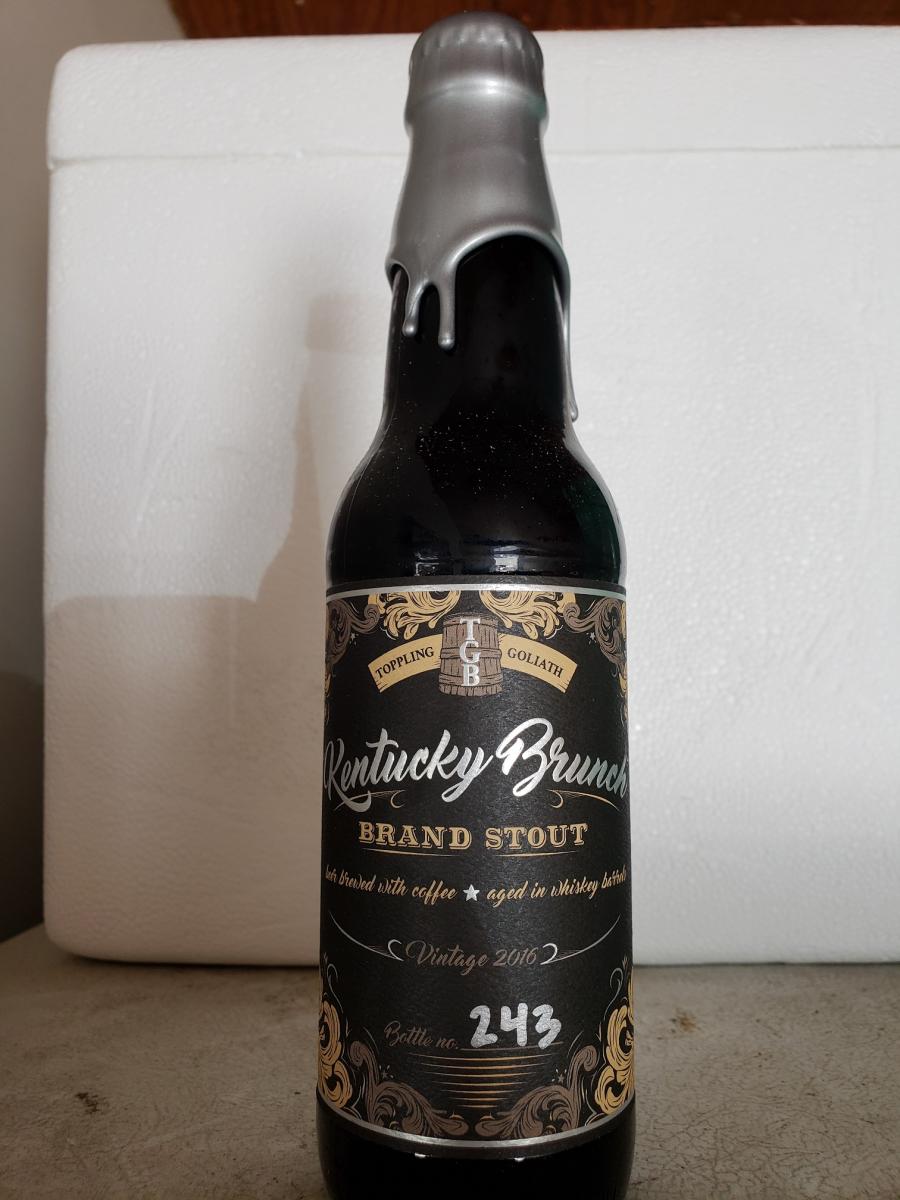 TGB
TOPPLING GOLIATH
Kentucky Brunch
BRAND STOUT
beer brewed with coffee ★ aged in whiskey barrels
Vintage 2016
Bottle no. 243